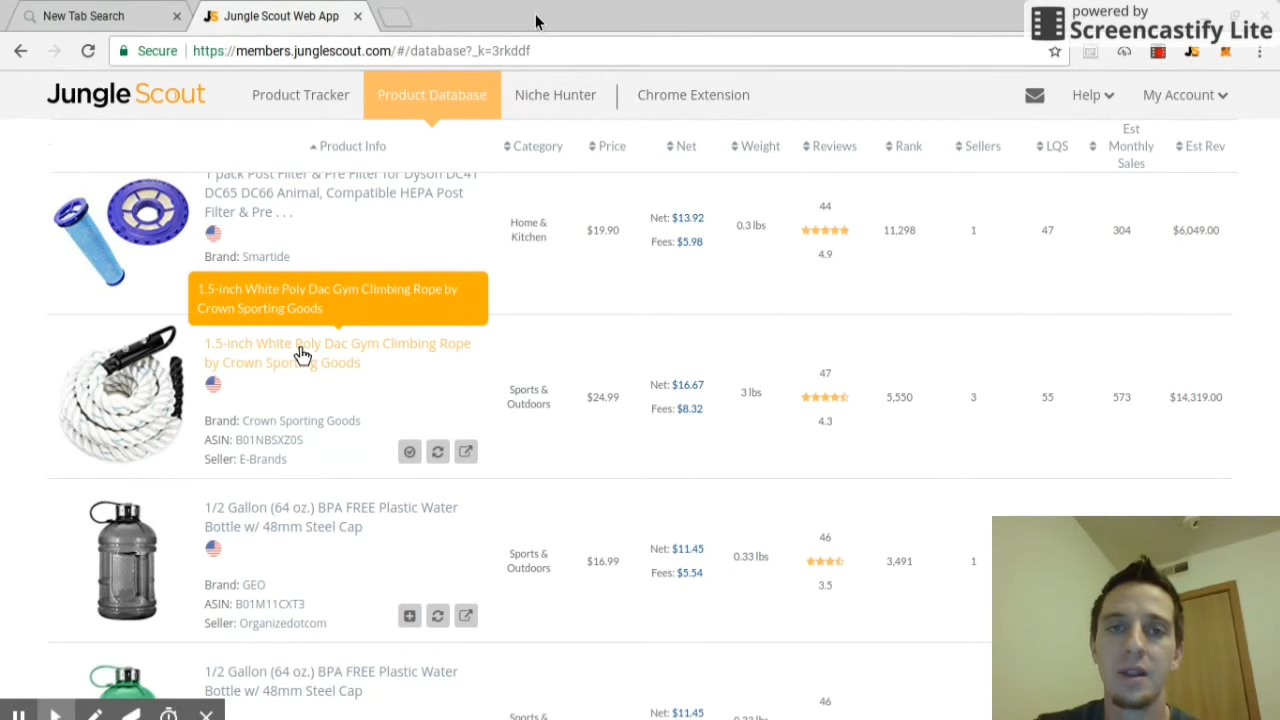 New Tab Search
Jungle Scout Web App
powered by
Screencastify Lite
Secure
https://members.junglescout.com/#/database?_k=3rkddf
Jungle Scout
Product Tracker
Product Database
Niche Hunter
Chrome Extension
Help
My Account
Product Info
Category
Price
Net
Weight
Reviews
Rank
Sellers
LQS
Est
Monthly
Sales
Est Rev
1 pack Post Filter & Pre Filter for Dyson DC41
DC65 DC66 Animal, Compatible HEPA Post
Filter & Pre . . .
Brand: Smartide
Home &
Kitchen
$19.90
Net: $13.92
Fees: $5.98
0.3 lbs
44
4.9
11,298
1
47
304
$6,049.00
1.5-inch White Poly Dac Gym Climbing Rope by
Crown Sporting Goods
1.5-inch White Poly Dac Gym Climbing Rope
by Crown Sporting Goods
Brand: Crown Sporting Goods
ASIN: B01NBSXZ0S
Seller: E-Brands
Sports &
Outdoors
$24.99
Net: $16.67
Fees: $8.32
3 lbs
47
4.3
5,550
3
55
573
$14,319.00
1/2 Gallon (64 oz.) BPA FREE Plastic Water
Bottle w/ 48mm Steel Cap
Brand: GEO
ASIN: B01M11CXT3
Seller: Organizedotcom
Sports &
Outdoors
$16.99
Net: $11.45
Fees: $5.54
0.33 lbs
46
3.5
3,491
1
1/2 Gallon (64 oz.) BPA FREE Plastic Water
Bottle w/ 48mm Steel Cap
Sports &
Net: $11.45
46